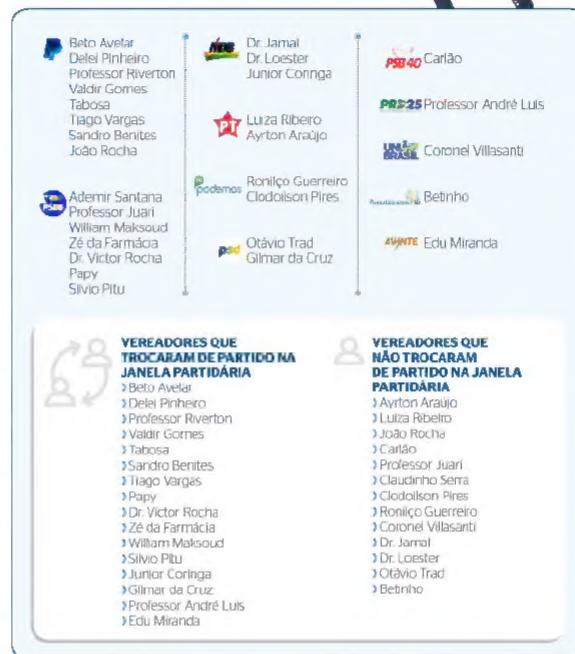 Beto Avelar
Delei Pinheiro
Professor Riverton
Valdir Gomes
Tabosa
Tiago Vargas
Sandro Benites
João Rocha
PSDB
Ademir Santana
Professor Juari
William Maksoud
Zé da Farmácia
Dr. Victor Rocha
Papy
Silvio Pitu
MDB
Dr. Jamal
Dr. Loester
Junior Coringa
PT
Luiza Ribeiro
Ayrton Araújo
podemos
Ronilço Guerreiro
Clodoilson Pires
psd
Otávio Trad
Gilmar da Cruz
PSB 40
Carlão
Professor André Luis
UNIÃO BRASIL
Coronel Villasanti
Betinho
AVANTE
Edu Miranda
VEREADORES QUE
TROCARAM DE PARTIDO NA
JANELA PARTIDÁRIA
Beto Avelar
Delei Pinheiro
Professor Riverton
Valdir Gomes
Tabosa
Sandro Benites
Tiago Vargas
Papy
Dr. Victor Rocha
Zé da Farmácia
William Maksoud
Silvio Pitu
Junior Coringa
Gilmar da Cruz
Professor André Luis
Edu Miranda
VEREADORES QUE
NÃO TROCARAM
DE PARTIDO NA JANELA
PARTIDÁRIA
Ayrton Araújo
Luiza Ribeiro
João Rocha
Carlão
Professor Juari
Claudinho Serra
Clodoilson Pires
Ronilço Guerreiro
Coronel Villasanti
Dr. Jamal
Dr. Loester
Otávio Trad
Betinho